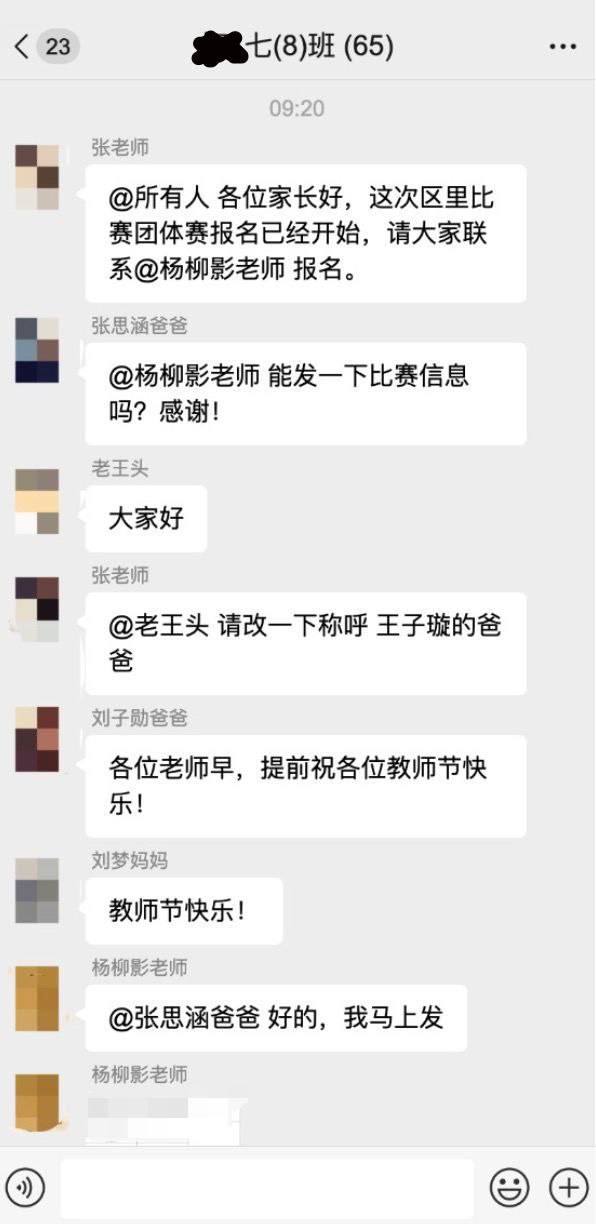 23
七(8)班 (65)
09:20
张老师
@所有人 各位家长好，这次区里比
赛团体赛报名已经开始，请大家联
系@杨柳影老师 报名。
张思涵爸爸
@杨柳影老师 能发一下比赛信息
吗？感谢！
老王头
大家好
张老师
@老王头 请改一下称呼 王子璇的爸
爸
刘子勋爸爸
各位老师早，提前祝各位教师节快
乐！
刘梦妈妈
教师节快乐！
杨柳影老师
@张思涵爸爸 好的，我马上发
杨柳影老师